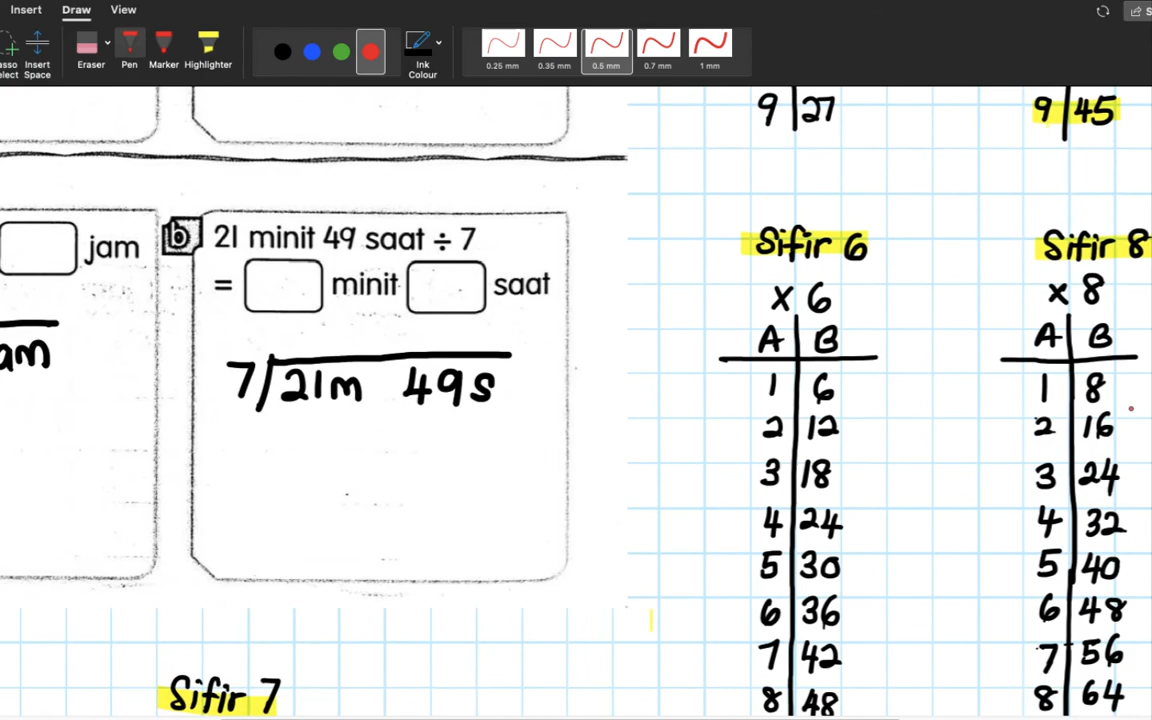 Insert Draw View
S
asso
elect
Insert
Space
Eraser
Pen
Marker
Highlighter
Ink
Colour
0.25 mm
0.35 mm
0.5 mm
0.7 mm
1 mm
9 27
9 45
jam
am
b 21 minit 49 saat ÷ 7
= minit saat
7 21m 49s
Sifir 7
Sifir 6
× 6
A B
1 6
2 12
3 18
4 24
5 30
6 36
7 42
8 48
Sifir 8
× 8
A B
1 8
2 16
3 24
4 32
5 40
6 48
7 56
8 64